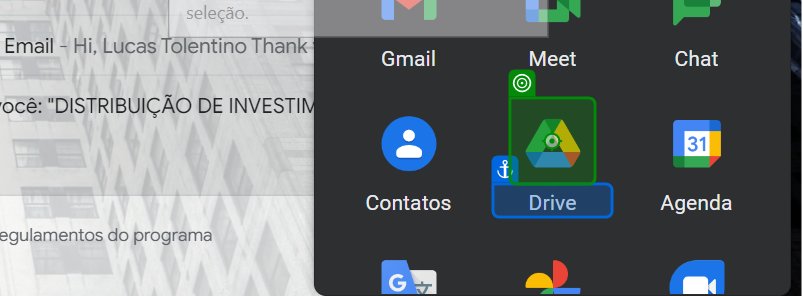 seleção.
Email - Hi, Lucas Tolentino Thank
você: "DISTRIBUIÇÃO DE INVESTIM
egulamentos do programa
Gmail
Meet
Chat
31
Contatos
Drive
Agenda
G